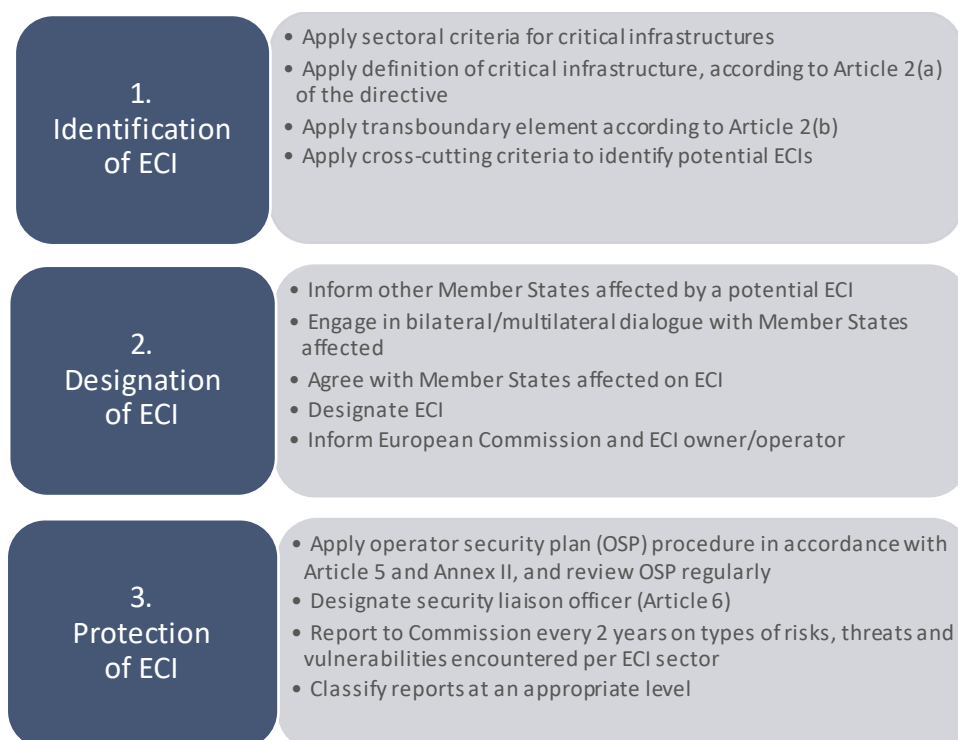 1.
Identification
of ECI
• Apply sectoral criteria for critical infrastructures
• Apply definition of critical infrastructure, according to Article 2(a)
of the directive
• Apply transboundary element according to Article 2(b)
• Apply cross-cutting criteria to identify potential ECIs
2.
Designation
of ECI
• Inform other Member States affected by a potential ECI
• Engage in bilateral/multilateral dialogue with Member States
affected
• Agree with Member States affected on ECI
• Designate ECI
• Inform European Commission and ECI owner/operator
3.
Protection
of ECI
• Apply operator security plan (OSP) procedure in accordance with
Article 5 and Annex II, and review OSP regularly
• Designate security liaison officer (Article 6)
• Report to Commission every 2 years on types of risks, threats and
vulnerabilities encountered per ECI sector
• Classify reports at an appropriate level